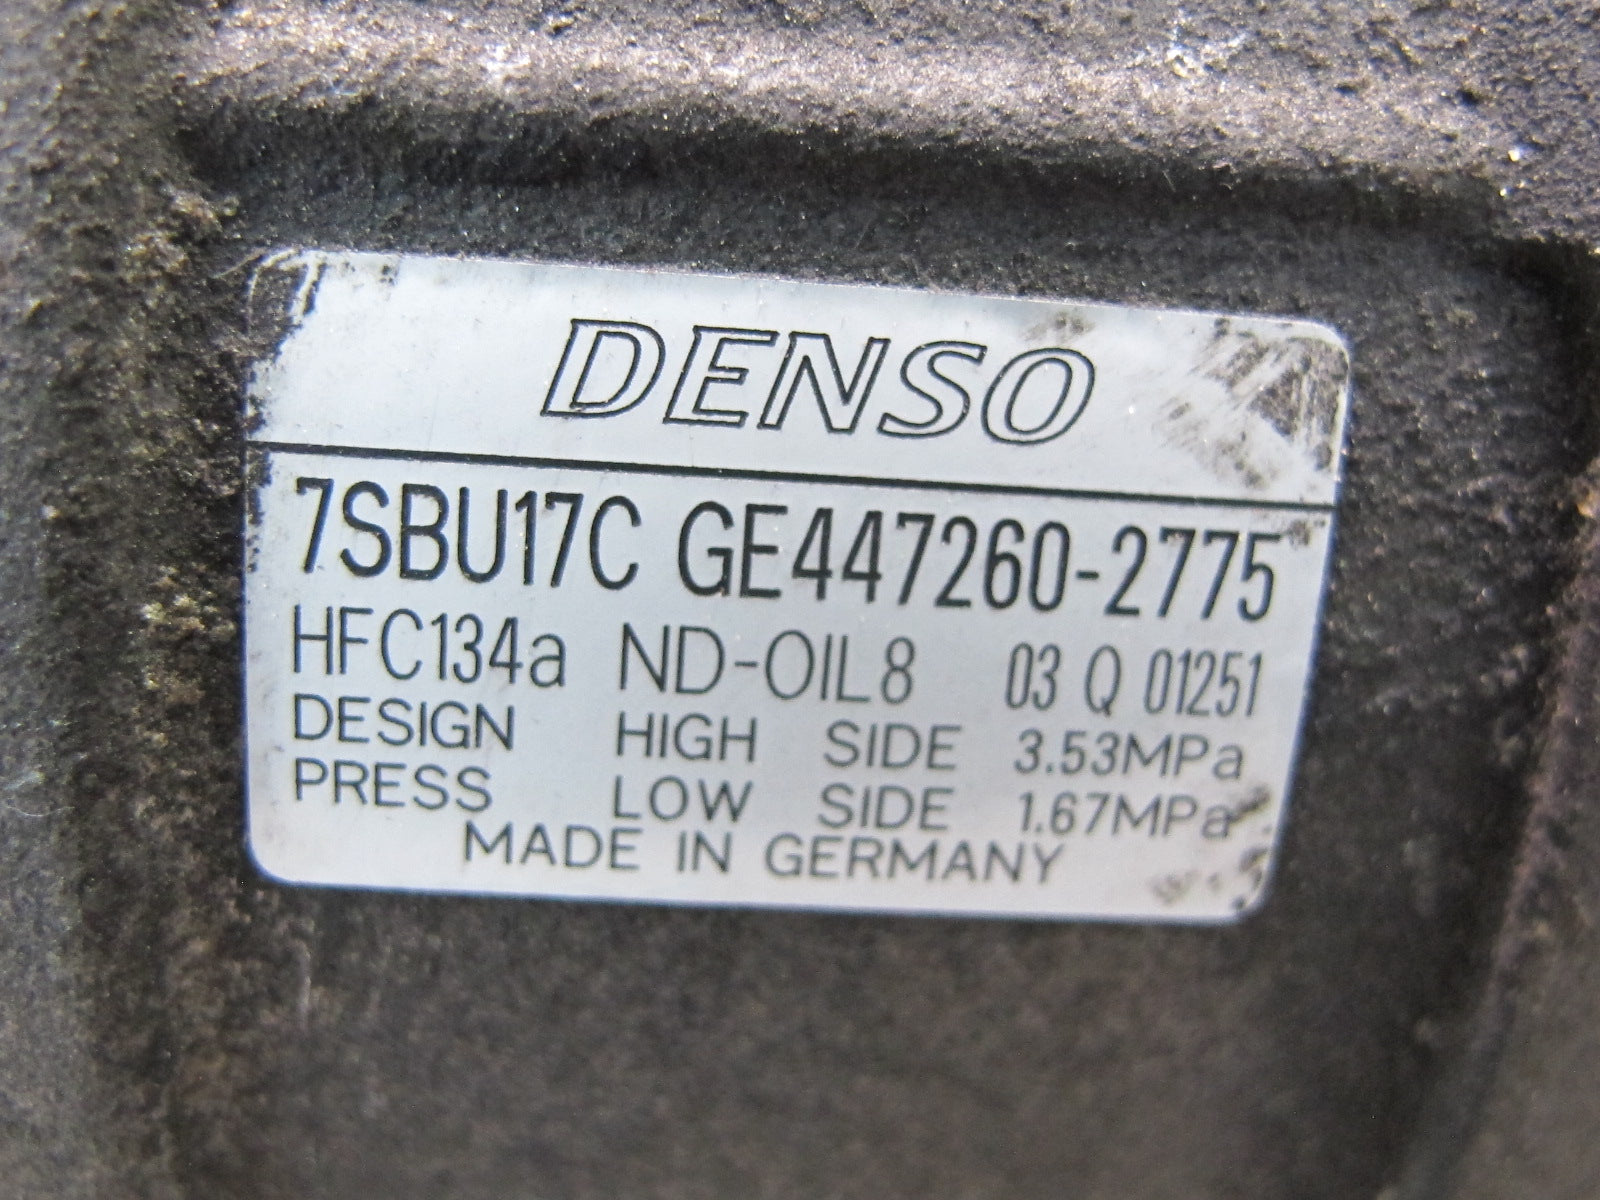 DENSO
7SBU17C GE447260-2775
HFC134a ND-OIL8 03 Q 01251
DESIGN HIGH SIDE 3.53MPa
PRESS LOW SIDE 1.67MPa
MADE IN GERMANY